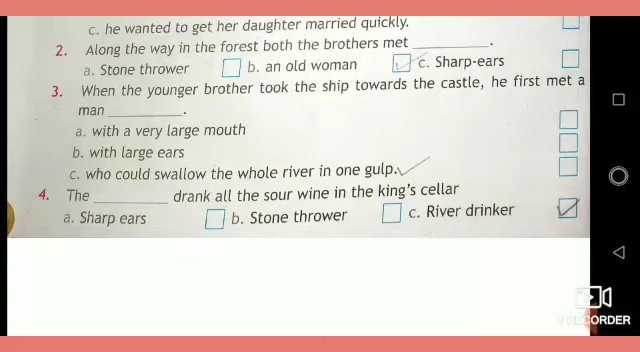 c. he wanted to get her daughter married quickly.
2. Along the way in the forest both the brothers met __________.
a. Stone thrower b. an old woman c. Sharp-ears
3. When the younger brother took the ship towards the castle, he first met a
man __________.
a. with a very large mouth
b. with large ears
c. who could swallow the whole river in one gulp.
4. The __________ drank all the sour wine in the king's cellar
a. Sharp ears b. Stone thrower c. River drinker
RECORDER